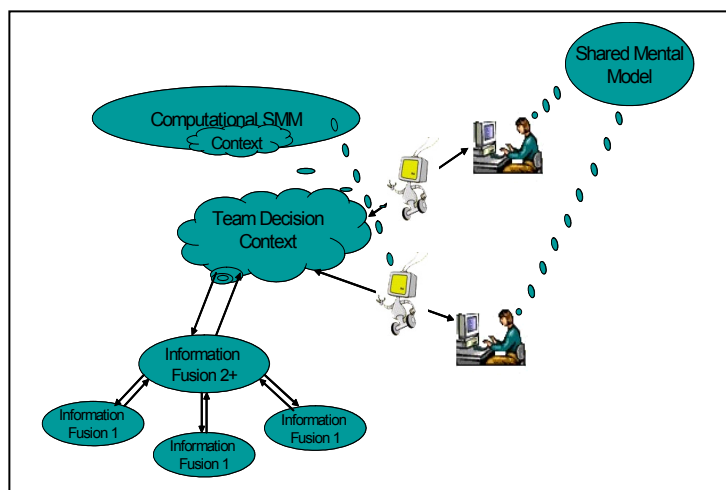 Shared Mental
Model
Computational SMM
Context
Team Decision
Context
Information
Fusion 2+
Information
Fusion 1
Information
Fusion 1
Information
Fusion 1